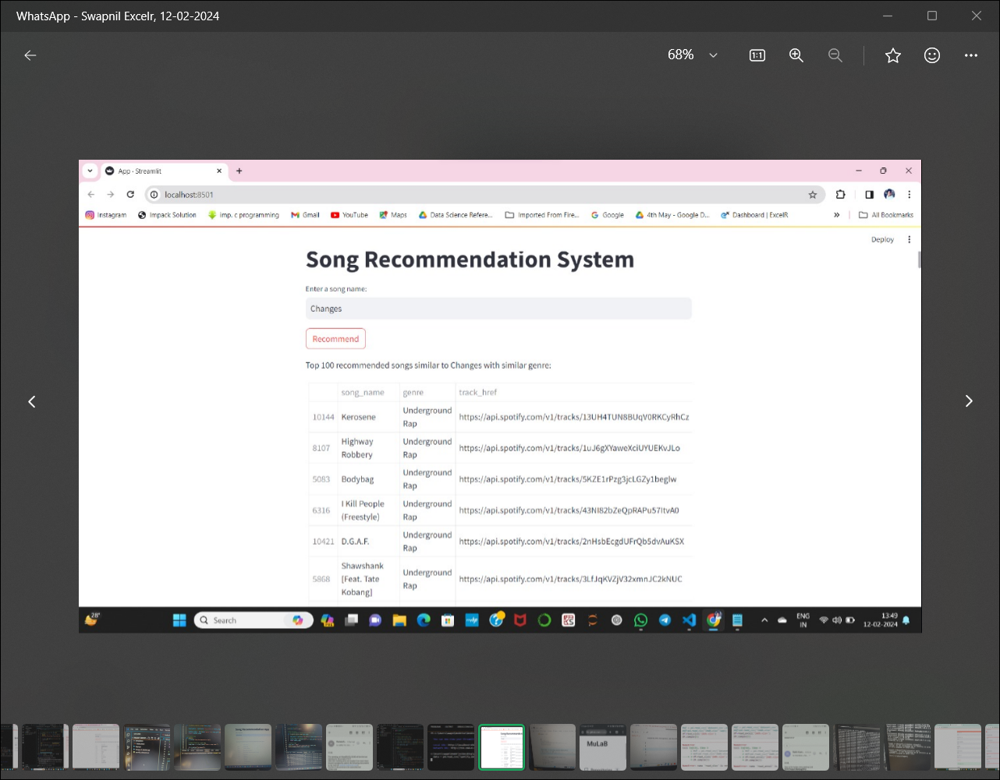 WhatsApp - Swapnil Excelr, 12-02-2024
68%
1:1
App · Streamlit
localhost:8501
Instagram
Impack Solution
imp. c programming
Gmail
YouTube
Maps
Data Science Refere...
Imported From Fire...
Google
4th May - Google D...
Dashboard | ExcelR
All Bookmarks
Deploy
Song Recommendation System
Enter a song name:
Changes
Recommend
Top 100 recommended songs similar to Changes with similar genre:
song_name genre track_href
10144 Kerosene Underground Rap https://api.spotify.com/v1/tracks/13UH4TUN8BUqV0RKCyRhCz
8107 Highway Robbery Underground Rap https://api.spotify.com/v1/tracks/1uJ6gXYaweXciUYUEKvJLo
5083 Bodybag Underground Rap https://api.spotify.com/v1/tracks/5KZE1rPzg3jcLGZy1beglw
6316 I Kill People (Freestyle) Underground Rap https://api.spotify.com/v1/tracks/43NI82bZeQpRAPu57ItvA0
10421 D.G.A.F. Underground Rap https://api.spotify.com/v1/tracks/2nHsbEcgdUFrQb5dvAuKSX
5868 Shawshank [Feat. Tate Kobang] Underground Rap https://api.spotify.com/v1/tracks/3LfJqKVZjV32xmnJC2kNUC
28°
Search
ENG
IN
13:49
12-02-2024
MuLaB